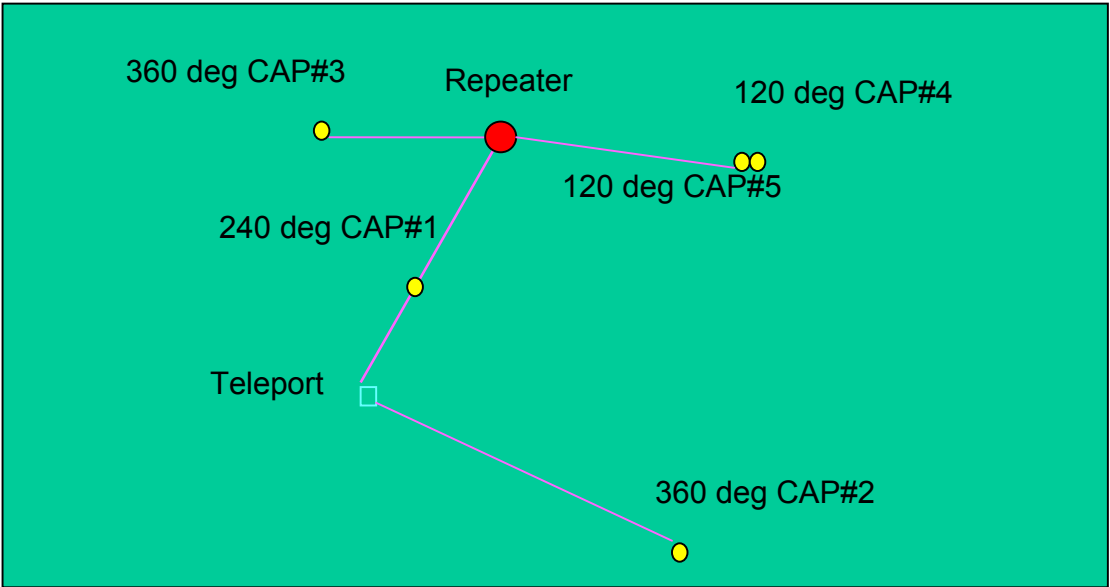 360 deg CAP#3
Repeater
120 deg CAP#4
120 deg CAP#5
240 deg CAP#1
Teleport
360 deg CAP#2